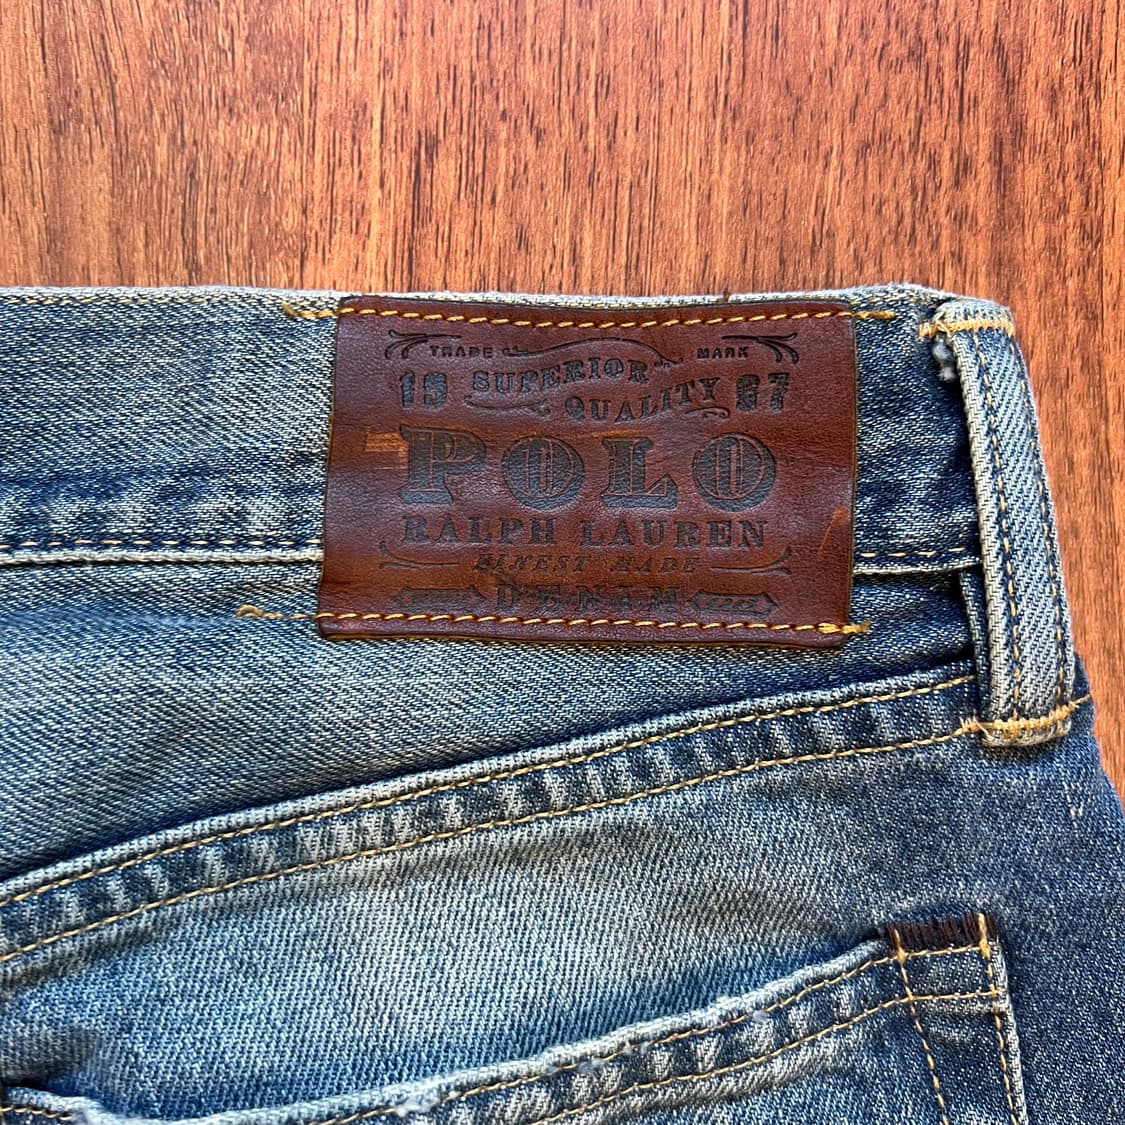 TRADE MARK
19 SUPERIOR 67
QUALITY
POLO
RALPH LAUREN
FINEST MADE
DENIM